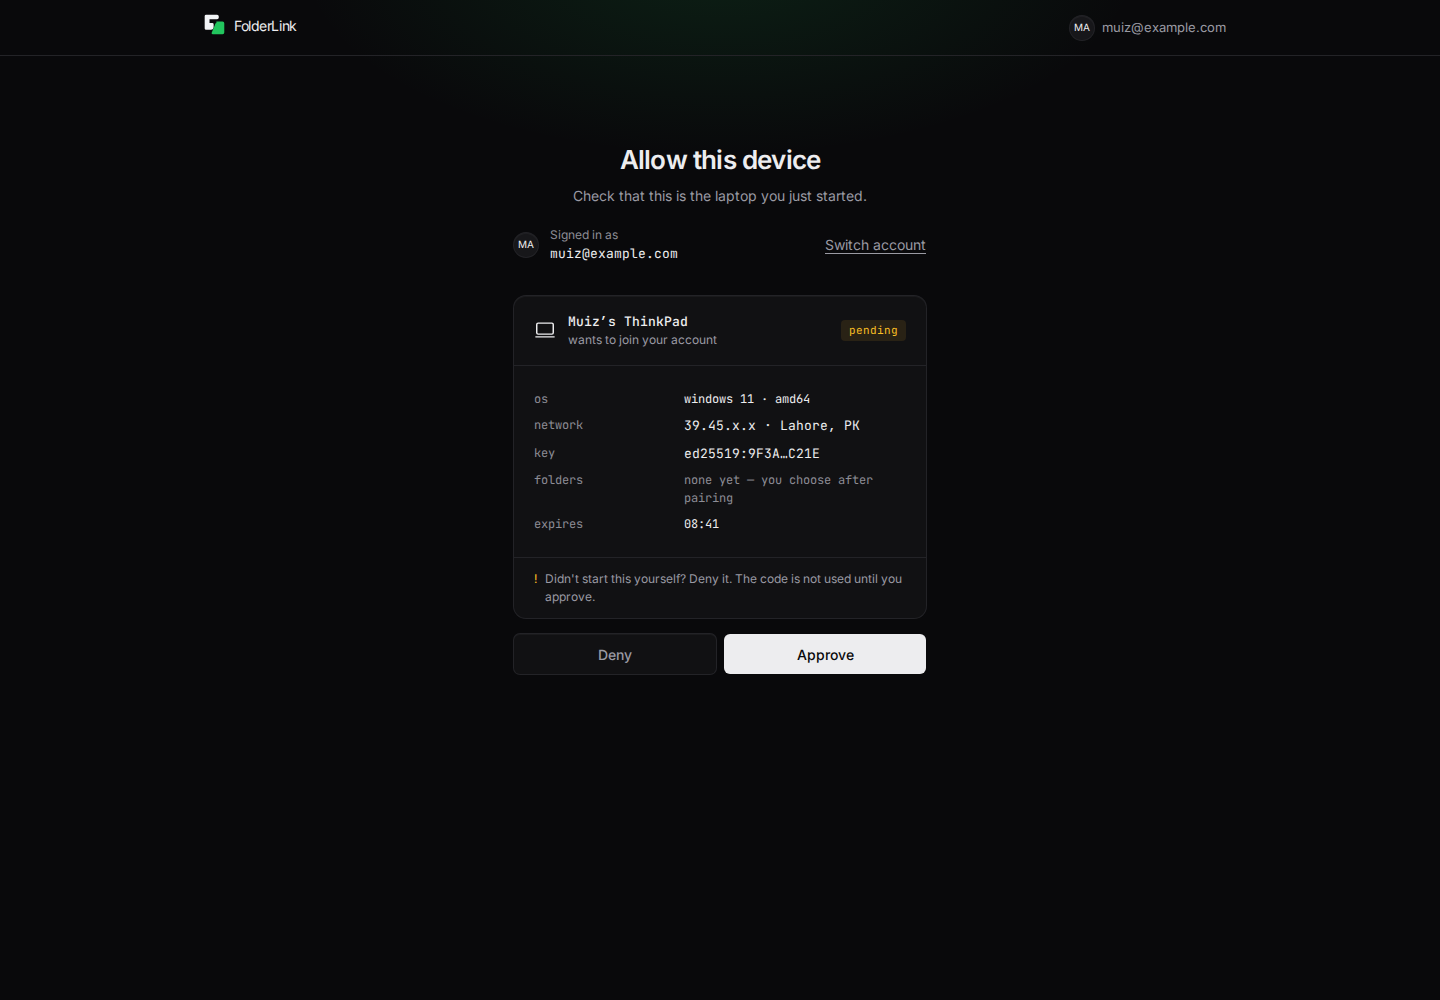 FolderLink
MA muiz@example.com
Allow this device
Check that this is the laptop you just started.
MA
Signed in as
muiz@example.com
Switch account
Muiz’s ThinkPad
wants to join your account
pending
os windows 11 · amd64
network 39.45.x.x · Lahore, PK
key ed25519:9F3A…C21E
folders none yet — you choose after
pairing
expires 08:41
! Didn't start this yourself? Deny it. The code is not used until you
approve.
Deny Approve